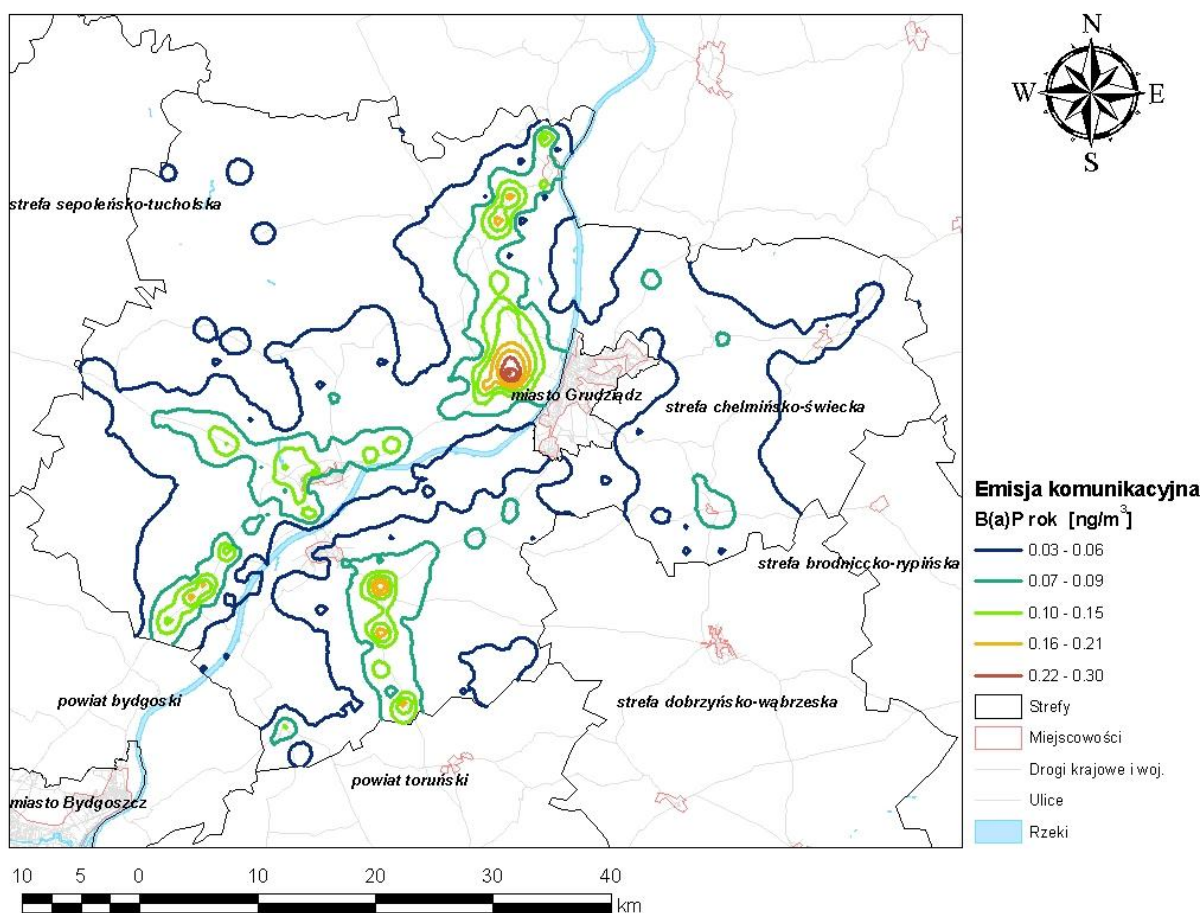 N
W E
S
strefa sepoleńsko-tucholska
miasto Grudziądz
strefa chelmińsko-świecka
strefa brodniccko-rypińska
powiat bydgoski
strefa dobrzyńsko-wąbrzeska
powiat toruński
miasto Bydgoszcz
Emisja komunikacyjna
B(a)P rok [ng/m³]
0.03 - 0.06
0.07 - 0.09
0.10 - 0.15
0.16 - 0.21
0.22 - 0.30
Strefy
Miejscowości
Drogi krajowe i woj.
Ulice
Rzeki
10 5 0 10 20 30 40
km